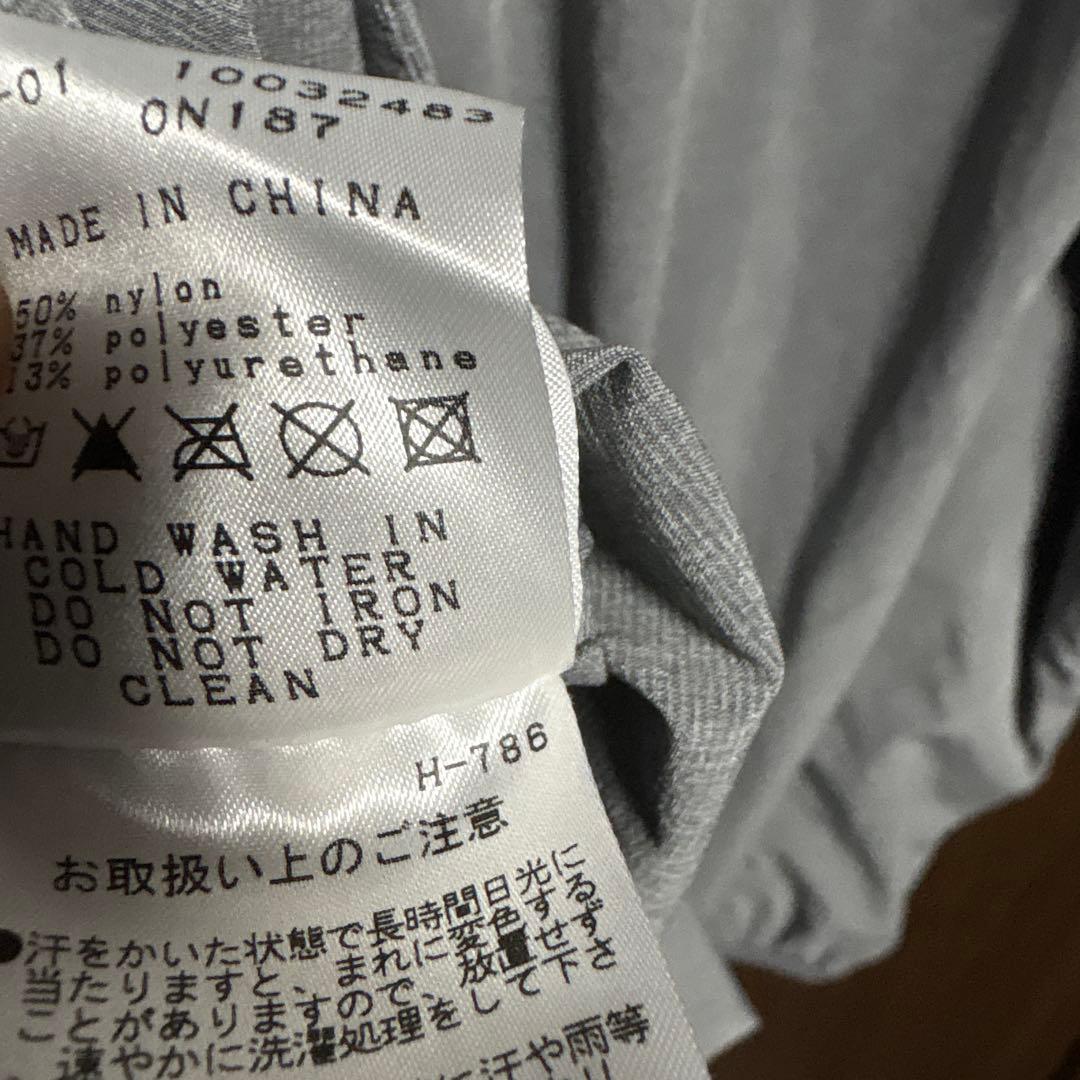 -01 10032483
ON187
MADE IN CHINA
50% nylon
37% polyester
13% polyurethane
HAND WASH IN
COLD WATER
DO NOT IRON
DO NOT DRY
CLEAN
H-786
お取扱い上のご注意
●汗をかいた状態で長時間日光に
当たりますと、まれに変色する
ことがありますので、放置せず
速やかに洗濯処理をして下さ
に汗や雨等